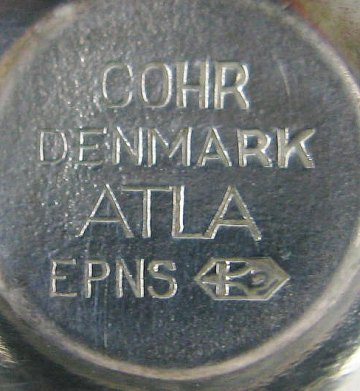 COHR
DENMARK
ATLA
EPNS